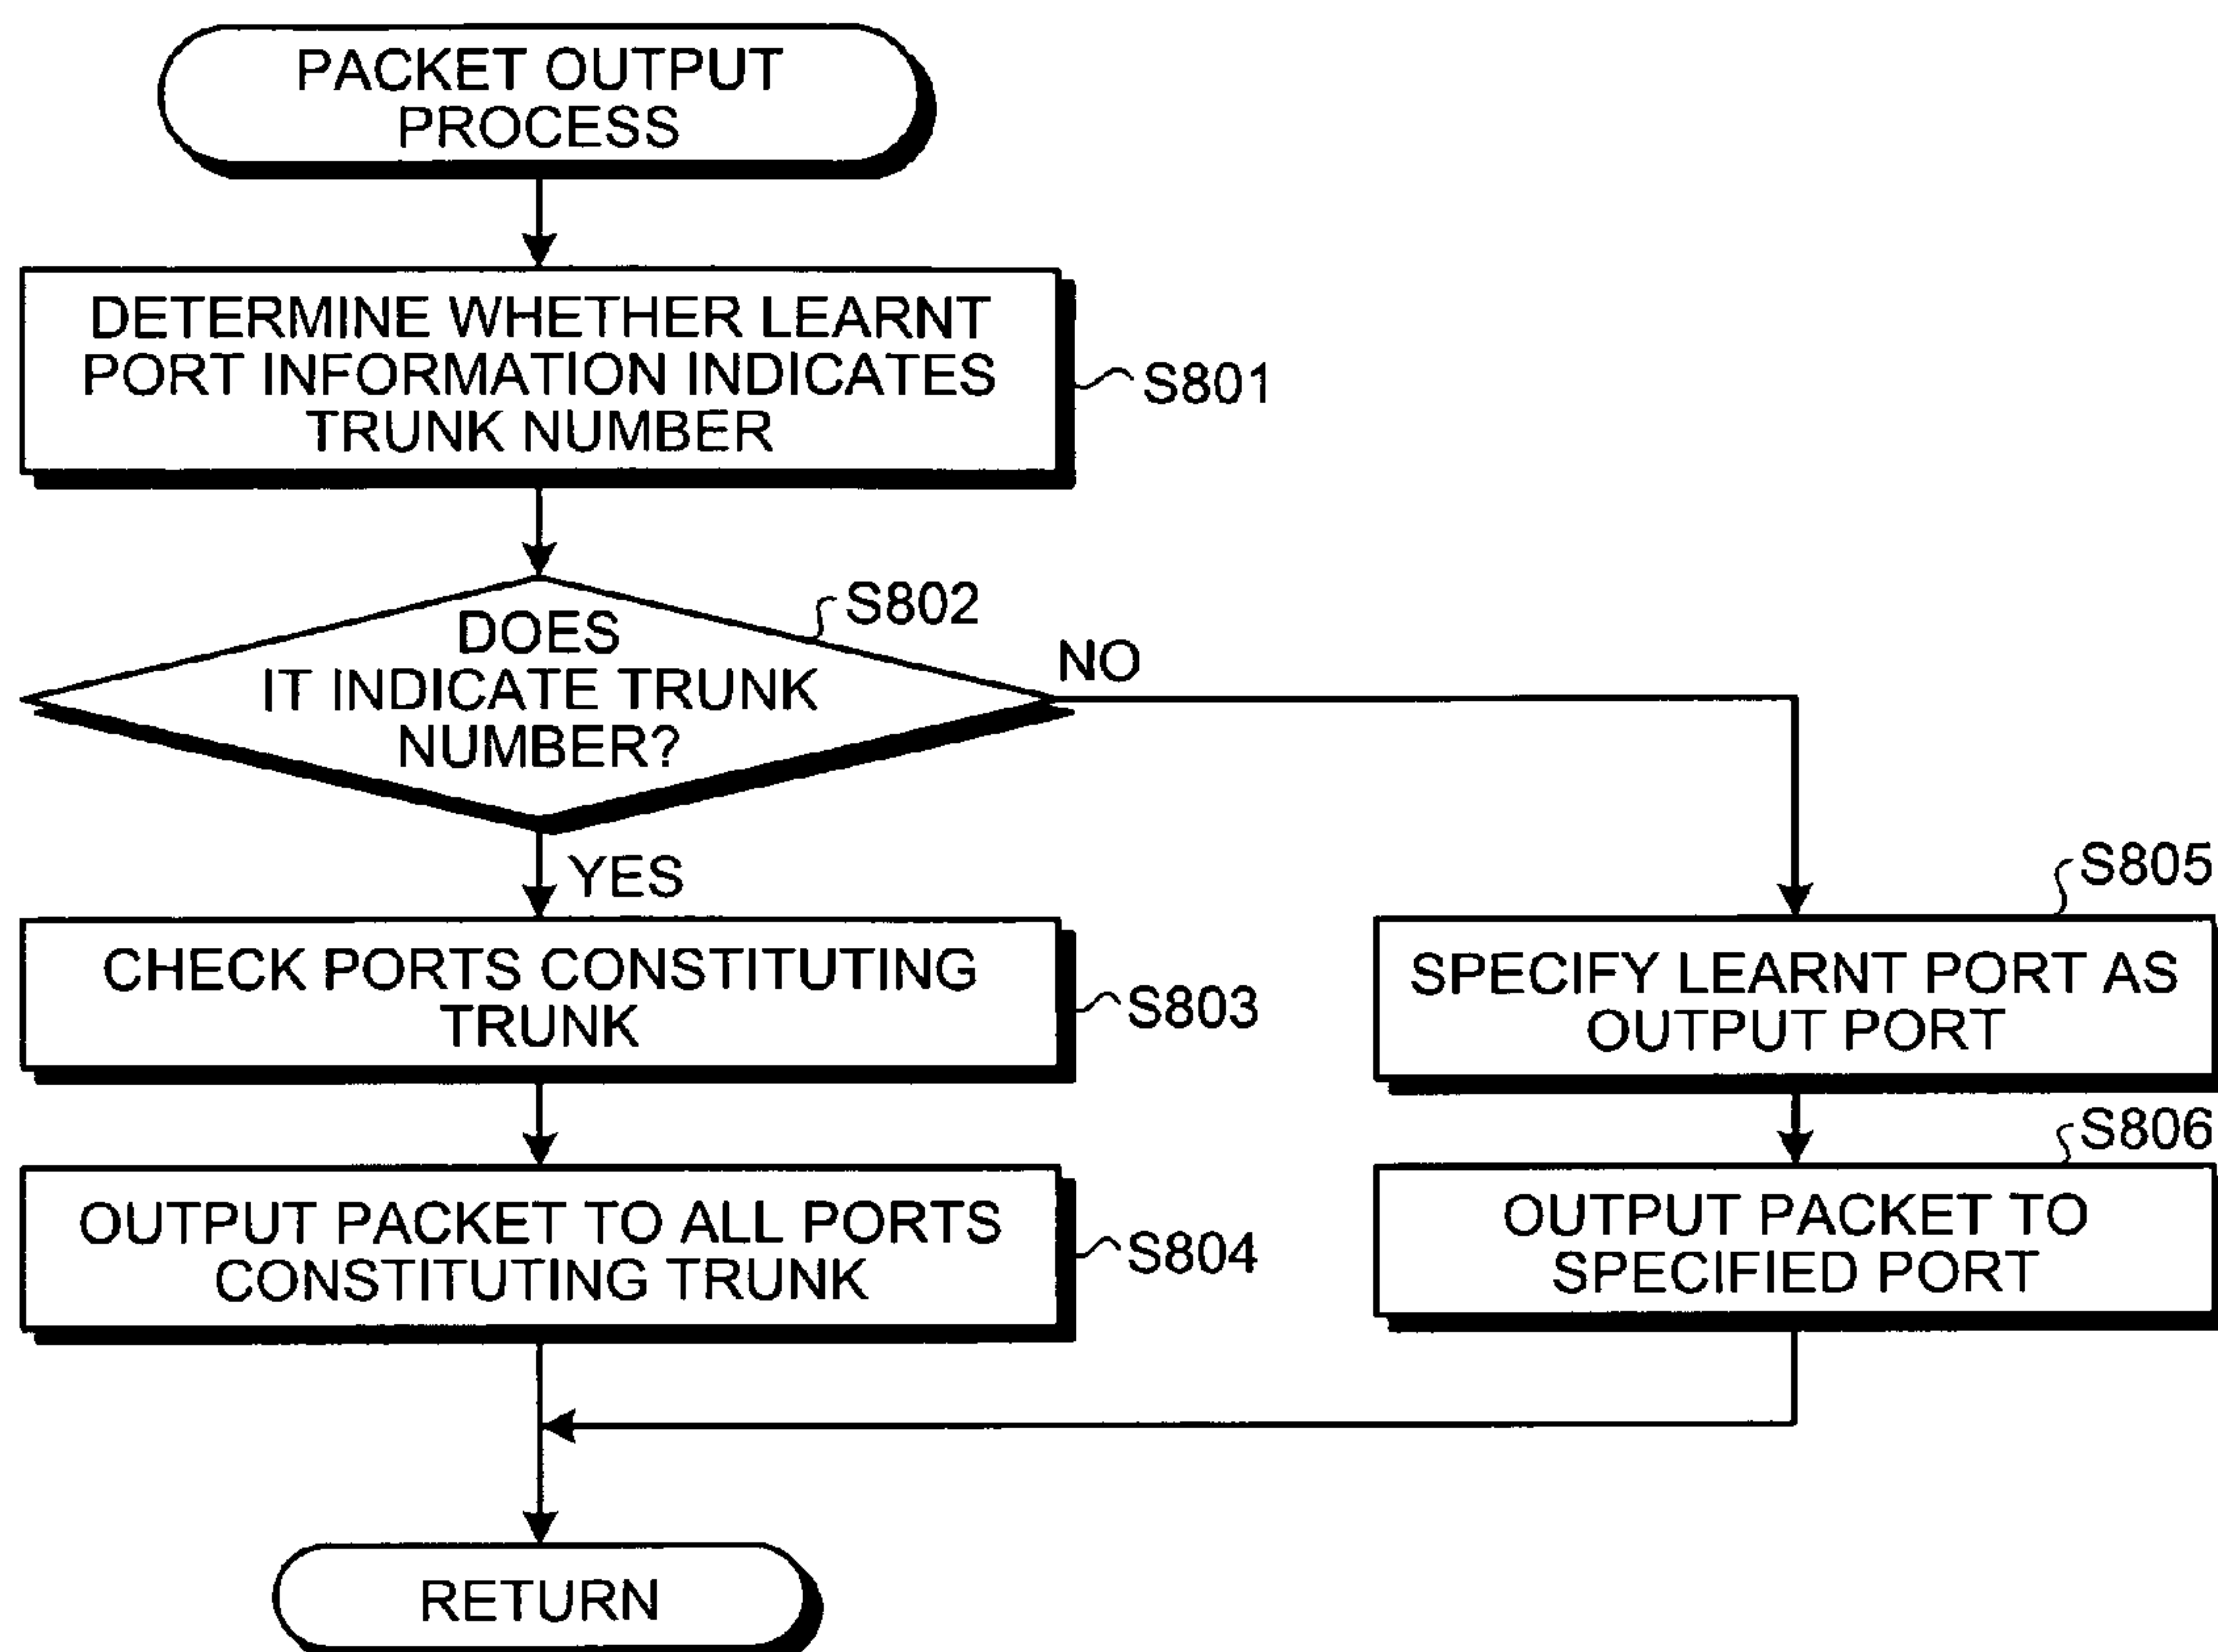 PACKET OUTPUT
PROCESS
DETERMINE WHETHER LEARNT
PORT INFORMATION INDICATES
TRUNK NUMBER
S801
S802
DOES
IT INDICATE TRUNK
NUMBER?
NO
YES
CHECK PORTS CONSTITUTING
TRUNK
S803
OUTPUT PACKET TO ALL PORTS
CONSTITUTING TRUNK
S804
S805
SPECIFY LEARNT PORT AS
OUTPUT PORT
S806
OUTPUT PACKET TO
SPECIFIED PORT
RETURN